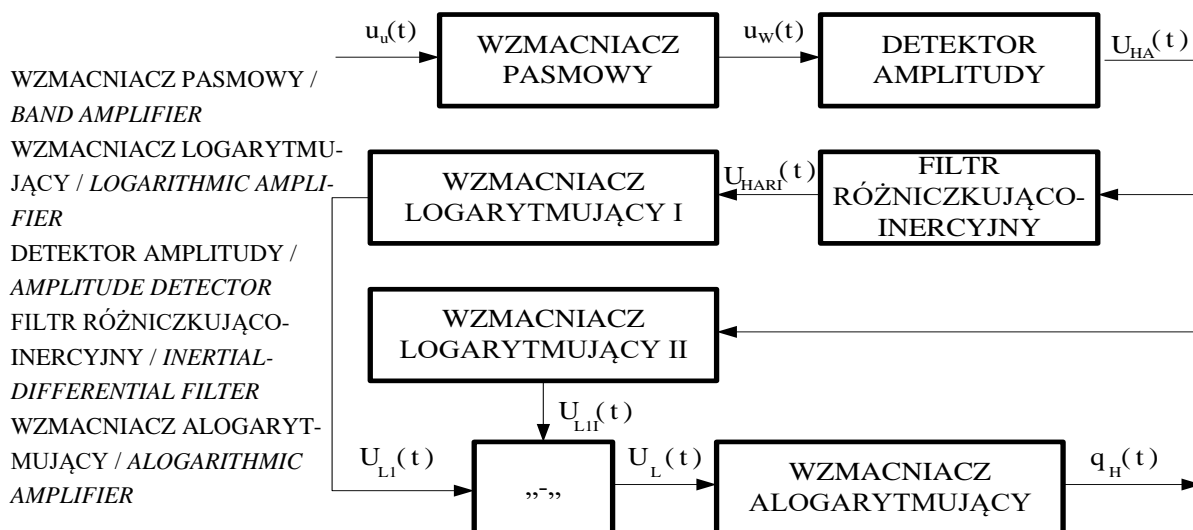 WZMACNIACZ PASMOWY /
BAND AMPLIFIER
WZMACNIACZ LOGARYTMU-
JĄCY / LOGARITHMIC AMPLI-
FIER
DETEKTOR AMPLITUDY /
AMPLITUDE DETECTOR
FILTR RÓŻNICZKUJĄCO-
INERCYJNY / INERTIAL-
DIFFERENTIAL FILTER
WZMACNIACZ ALOGARYT-
MUJĄCY / ALOGARITHMIC
AMPLIFIER
u_u(t)
WZMACNIACZ
PASMOWY
u_W(t)
DETEKTOR
AMPLITUDY
U_HA(t)
WZMACNIACZ
LOGARYTMUJĄCY I
U_HARI(t)
FILTR
RÓŻNICZKUJĄCO-
INERCYJNY
WZMACNIACZ
LOGARYTMUJĄCY II
U_L1I(t)
U_L1(t)
„-„
U_L(t)
WZMACNIACZ
ALOGARYTMUJĄCY
q_H(t)